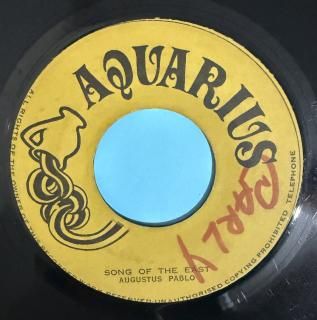 AQUARIUS
SONG OF THE EAST
AUGUSTUS PABLO
ALL RIGHTS OF THE
RESERVED UNAUTHORISED COPYING PROHIBITED TELEPHONE